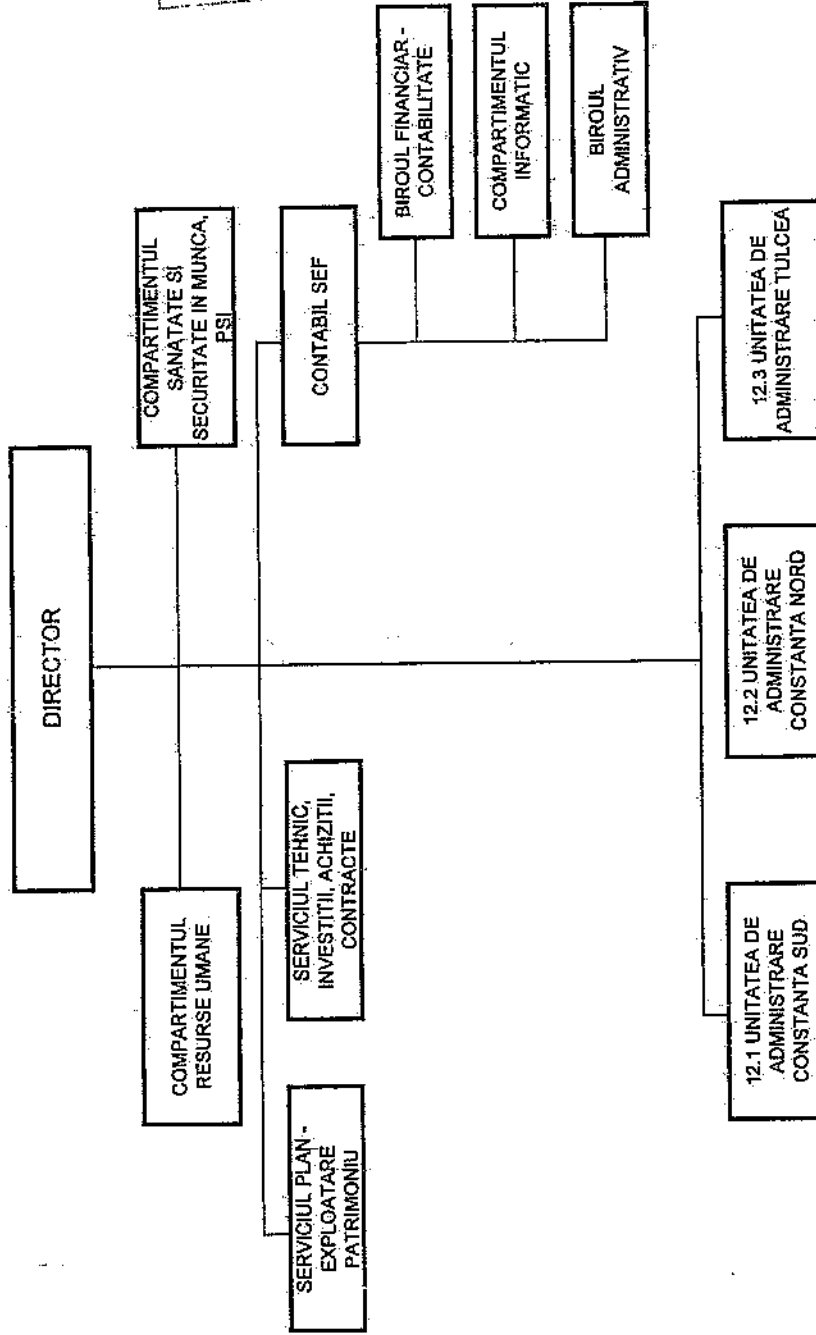 DIRECTOR
COMPARTIMENTUL
RESURSE UMANE
COMPARTIMENTUL
SANATATE SI
SECURITATE IN MUNCA,
PSI
SERVICIUL PLAN -
EXPLOATARE
PATRIMONIU
SERVICIUL TEHNIC,
INVESTITII, ACHIZITII,
CONTRACTE
CONTABIL SEF
BIROUL FINANCIAR -
CONTABILITATE
COMPARTIMENTUL
INFORMATIC
BIROUL
ADMINISTRATIV
12.1 UNITATEA DE
ADMINISTRARE
CONSTANTA SUD
12.2 UNITATEA DE
ADMINISTRARE
CONSTANTA NORD
12.3 UNITATEA DE
ADMINISTRARE TULCEA